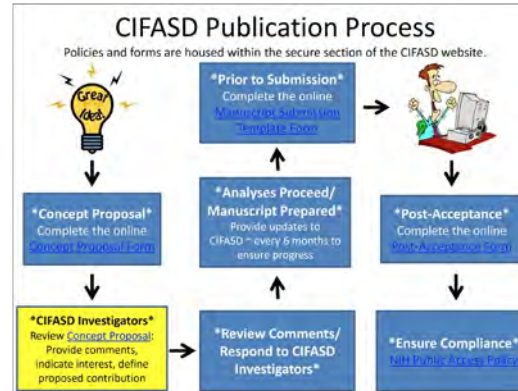 CIFASD Publication Process
Policies and forms are housed within the secure section of the CIFASD website.
Great
Idea!
*Concept Proposal*
Complete the online
Concept Proposal Form
*CIFASD Investigators*
Review Concept Proposal:
Provide comments,
indicate interest, define
proposed contribution
*Review Comments/
Respond to CIFASD
Investigators*
*Analyses Proceed/
Manuscript Prepared*
Provide updates to
CIFASD ~ every 6 months to
ensure progress
*Prior to Submission*
Complete the online
Manuscript Submission
Template Form
*Post-Acceptance*
Complete the online
Post-Acceptance Form
*Ensure Compliance*
NIH Public Access Policy